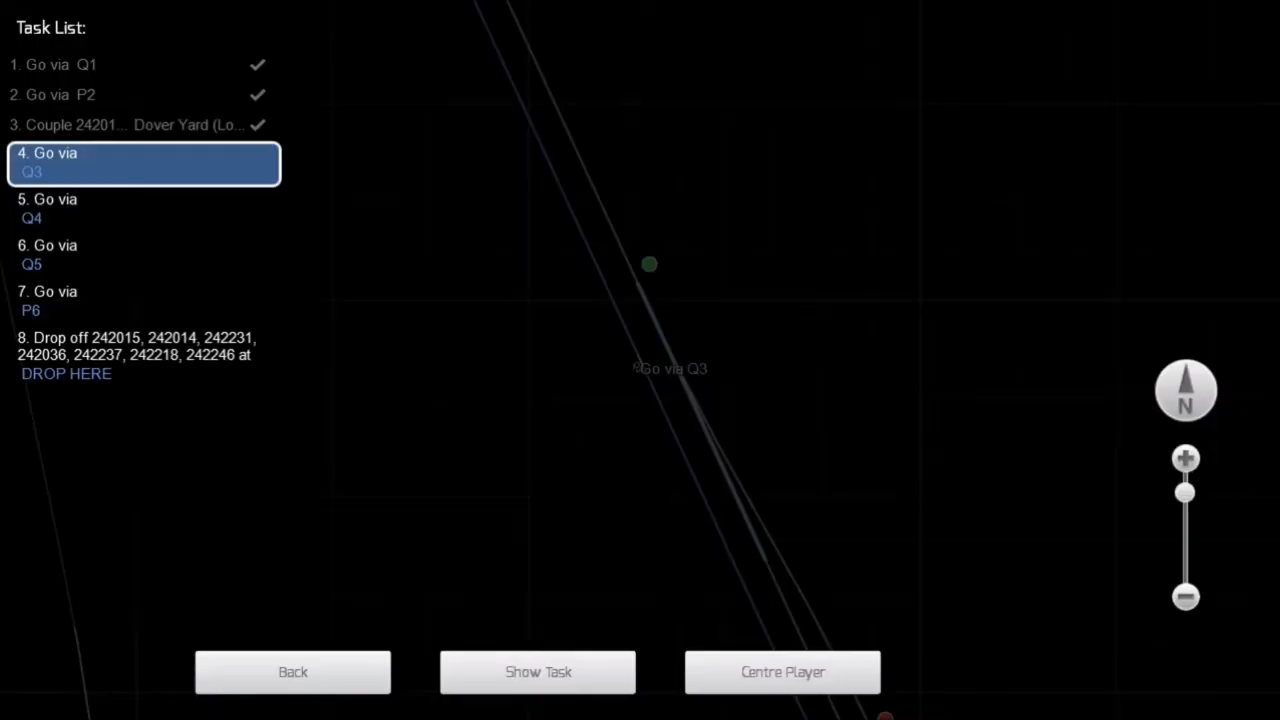 Task List:
1. Go via Q1
2. Go via P2
3. Couple 24201... Dover Yard (Lo...
4. Go via
Q3
5. Go via
Q4
6. Go via
Q5
7. Go via
P6
8. Drop off 242015, 242014, 242231,
242036, 242237, 242218, 242246 at
DROP HERE
Go via Q3
N
Back
Show Task
Centre Player